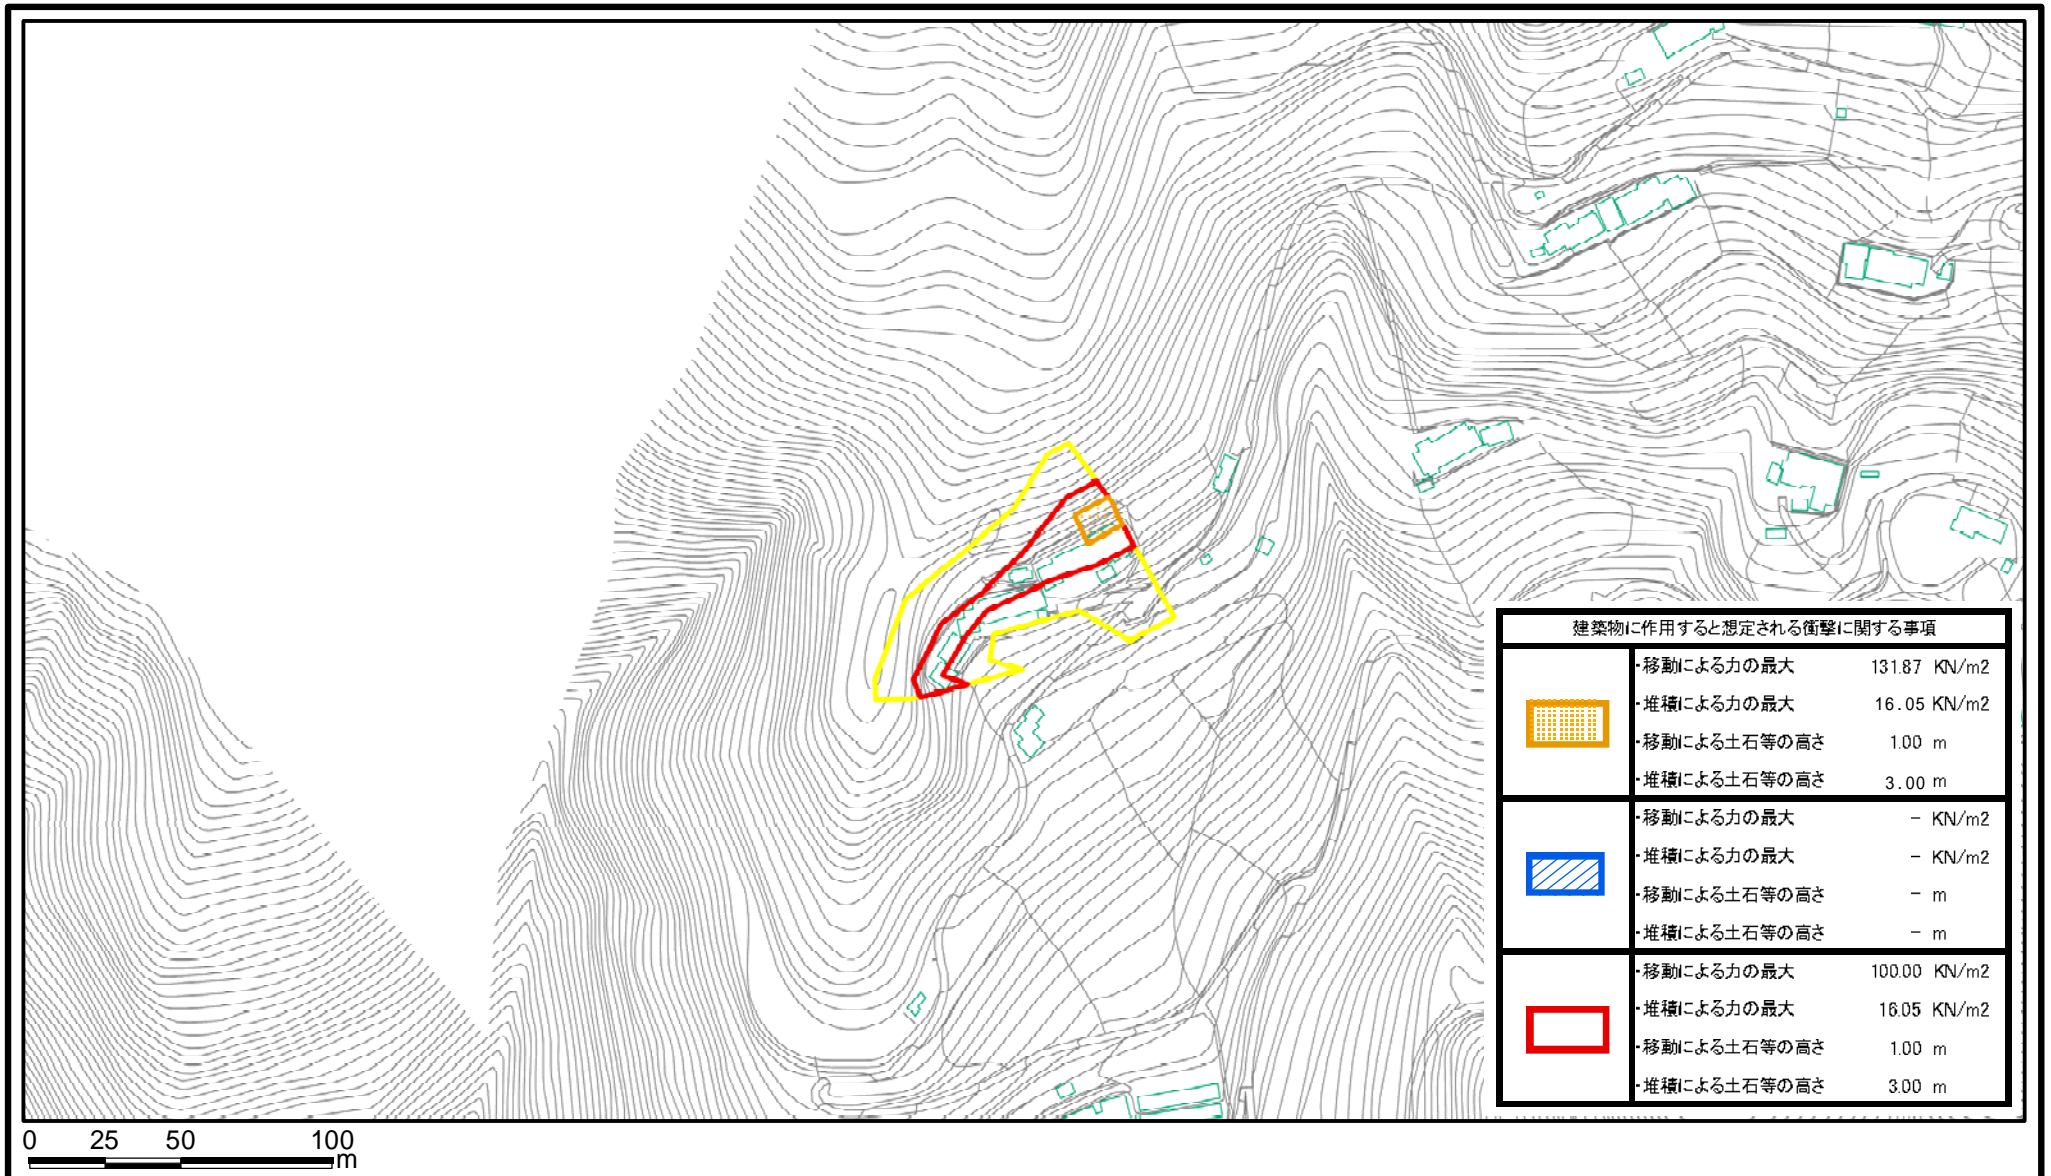 建築物に作用すると想定される衝撃に関する事項
・移動による力の最大 131.87 KN/m2
・堆積による力の最大 16.05 KN/m2
・移動による土石等の高さ 1.00 m
・堆積による土石等の高さ 3.00 m
・移動による力の最大 - KN/m2
・堆積による力の最大 - KN/m2
・移動による土石等の高さ - m
・堆積による土石等の高さ - m
・移動による力の最大 100.00 KN/m2
・堆積による力の最大 16.05 KN/m2
・移動による土石等の高さ 1.00 m
・堆積による土石等の高さ 3.00 m
0 25 50 100
m